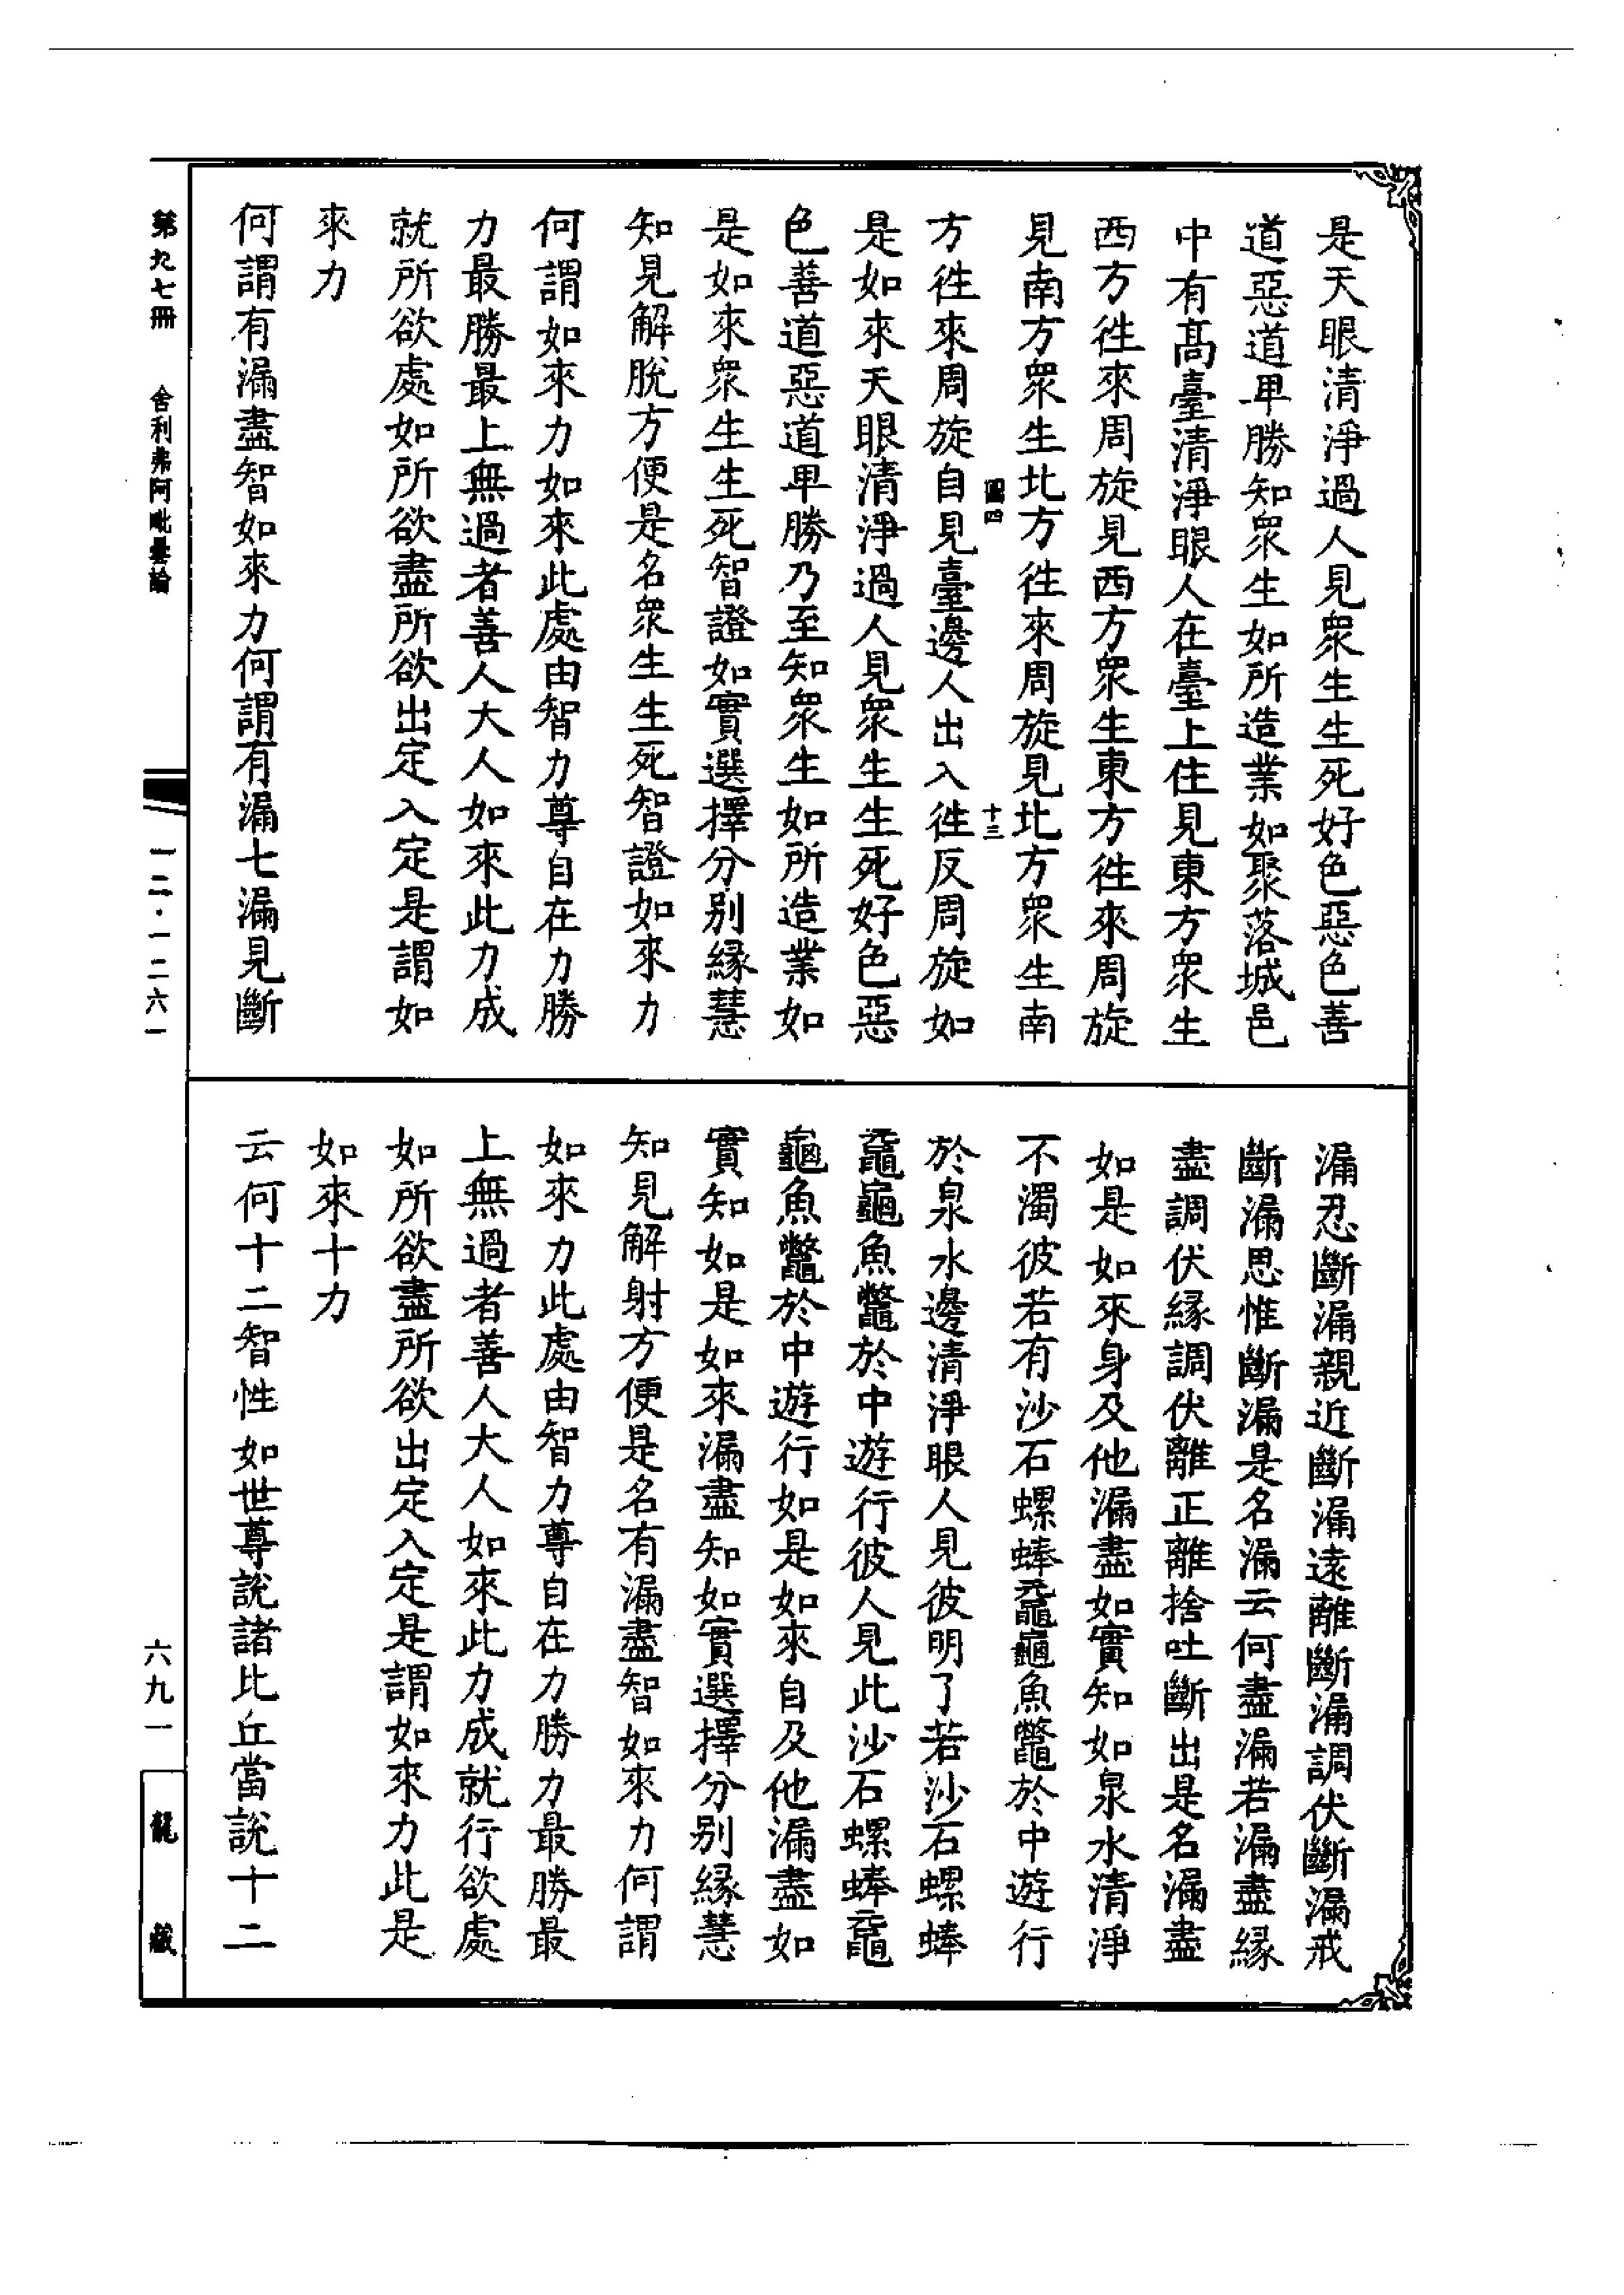 是天眼清淨過人見衆生生死好色惡色善
道惡道卑勝知衆生如所造業如聚落城邑
中有高臺清淨眼人在臺上住見東方衆生
西方徃來周旋見西方衆生東方徃來周旋
見南方衆生北方徃來周旋見北方衆生南
方徃來周旋自見臺邊人出入徃反周旋如
圖四 十三
是如來天眼清淨過人見衆生生死好色惡
色善道惡道卑勝乃至知衆生如所造業如
是如來衆生生死智證如實選擇分别緣慧
知見解脫方便是名衆生生死智證如來力
何謂如來力如來此處由智力尊自在力勝
力最勝最上無過者善人大人如來此力成
就所欲處如所欲盡所欲出定入定是謂如
來力
何謂有漏盡智如來力何謂有漏七漏見斷
漏忍斷漏親近斷漏逺離斷漏調伏斷漏戒
斷漏思惟斷漏是名漏云何盡漏若漏盡緣
盡調伏緣調伏離正離捨吐斷出是名漏盡
如是如來身及他漏盡如實知如泉水清淨
不濁彼若有沙石螺蜯黿龜魚鼈於中遊行
於泉水邊清淨眼人見彼明了若沙石螺蜯
黿龜魚鼈於中遊行彼人見此沙石螺蜯黿
龜魚鼈於中遊行如是如來自及他漏盡如
實知如是如來漏盡知如實選擇分别緣慧
知見解射方便是名有漏盡智如來力何謂
如來力此處由智力尊自在力勝力最勝最
上無過者善人大人如來此力成就行欲處
如所欲盡所欲出定入定是謂如來力此是
如來十力
云何十二智性如世尊說諸比丘當說十二
第九七冊 舍利弗阿毗曇論 一二·一二六一 六九一 龍藏